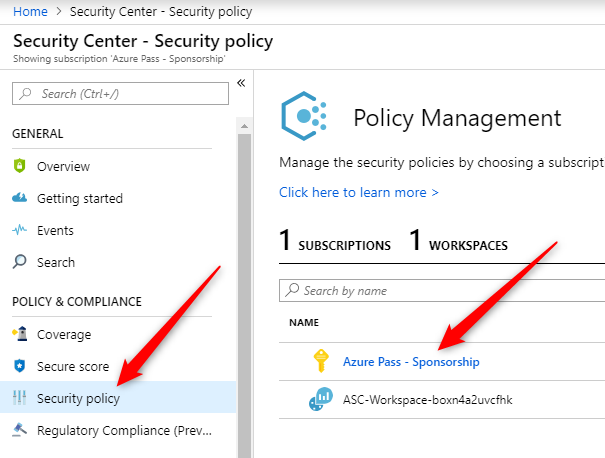 Home > Security Center - Security policy
Security Center - Security policy
Showing subscription 'Azure Pass - Sponsorship'
Search (Ctrl+/)
«
GENERAL
Overview
Getting started
Events
Search
POLICY & COMPLIANCE
Coverage
Secure score
Security policy
Regulatory Compliance (Prev...
Policy Management
Manage the security policies by choosing a subscript
Click here to learn more >
1 SUBSCRIPTIONS 1 WORKSPACES
Search by name
NAME
Azure Pass - Sponsorship
ASC-Workspace-boxn4a2uvcfhk